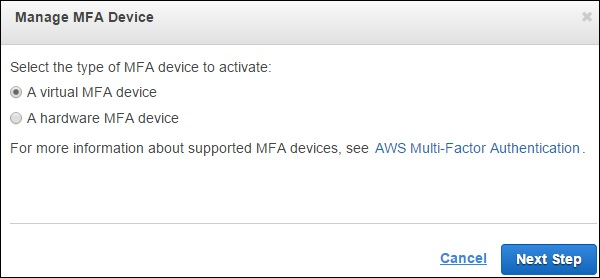 Manage MFA Device
Select the type of MFA device to activate:
A virtual MFA device
A hardware MFA device
For more information about supported MFA devices, see AWS Multi-Factor Authentication.
Cancel Next Step